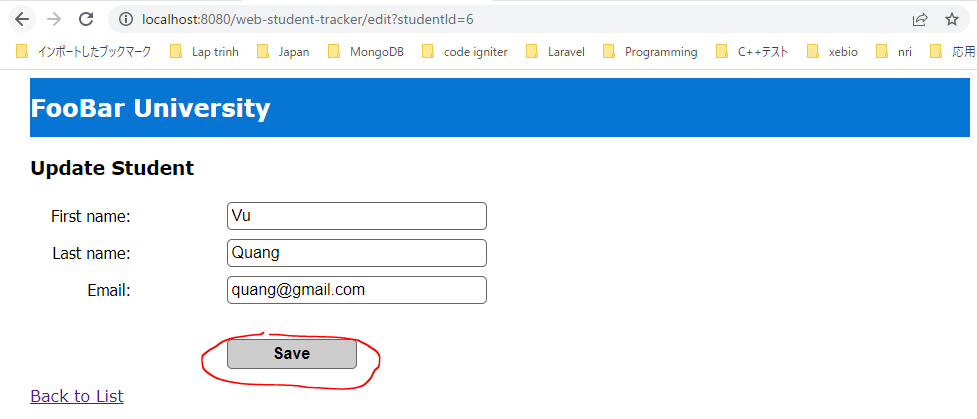 localhost:8080/web-student-tracker/edit?studentId=6
インポートしたブックマーク Lap trinh Japan MongoDB code igniter Laravel Programming C++テスト xebio nri 応用
FooBar University
Update Student
First name: Vu
Last name: Quang
Email: quang@gmail.com
Save
Back to List